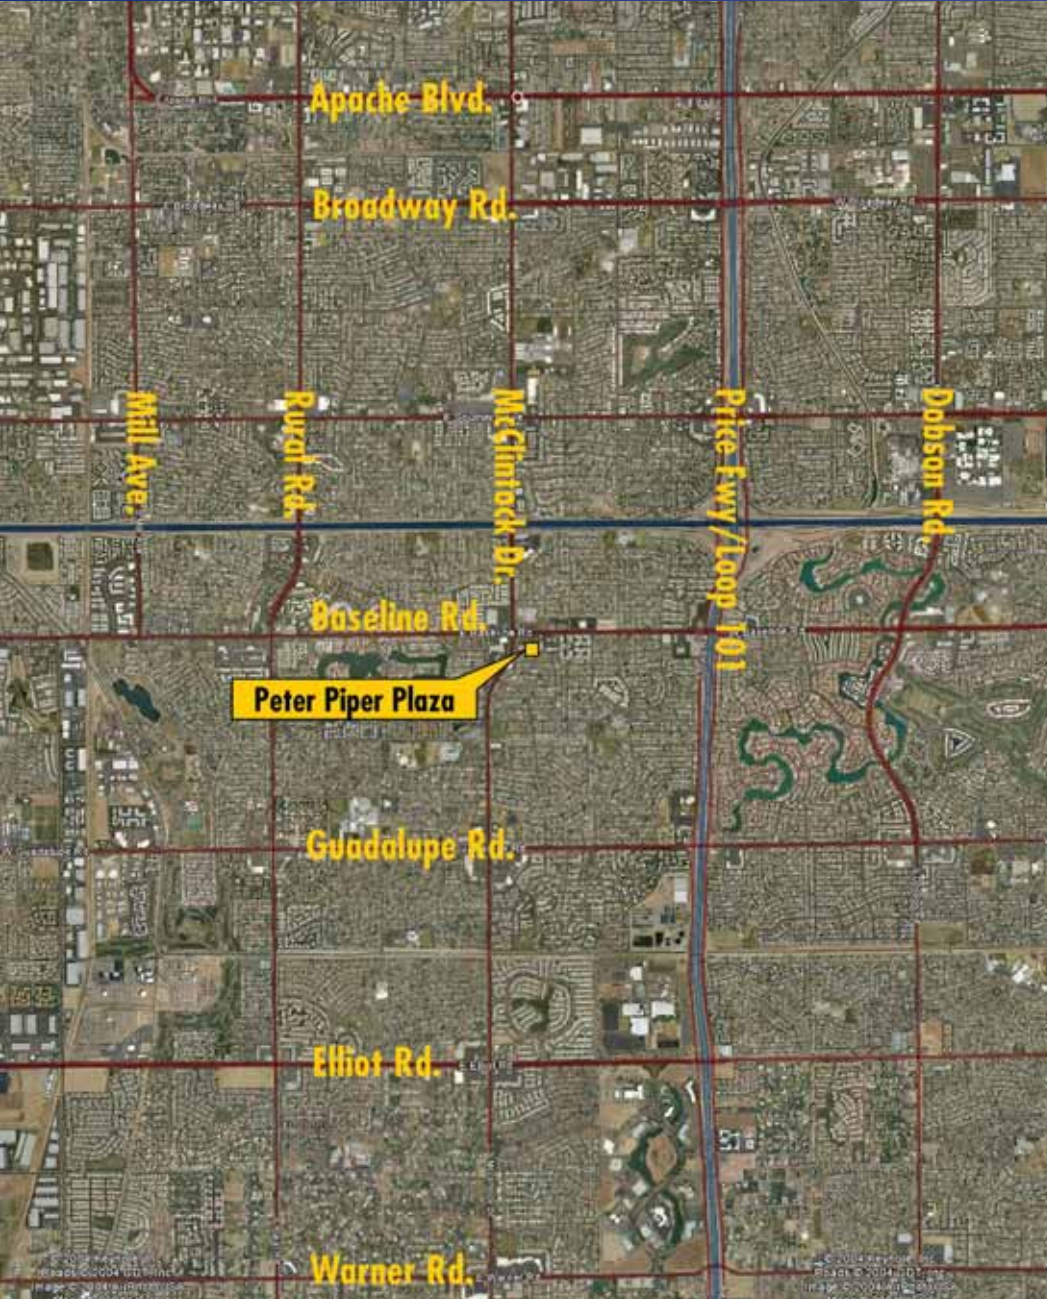 Apache Blvd.
Broadway Rd.
Mill Ave.
Rural Rd.
McClintock Dr.
Price Fwy/Loop 101
Dobson Rd.
Baseline Rd.
Peter Piper Plaza
Guadalupe Rd.
Elliot Rd.
Warner Rd.